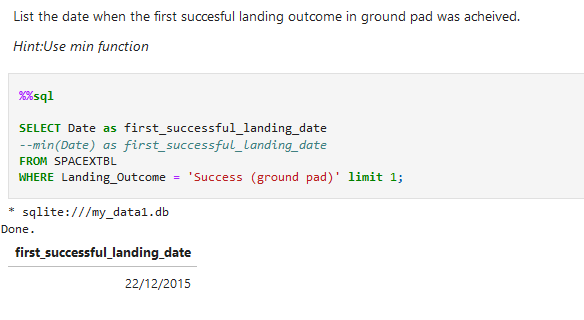 List the date when the first succesful landing outcome in ground pad was acheived.
Hint:Use min function
%%sql
SELECT Date as first_successful_landing_date
--min(Date) as first_successful_landing_date
FROM SPACEXTBL
WHERE Landing_Outcome = 'Success (ground pad)' limit 1;
* sqlite:///my_data1.db
Done.
first_successful_landing_date
22/12/2015